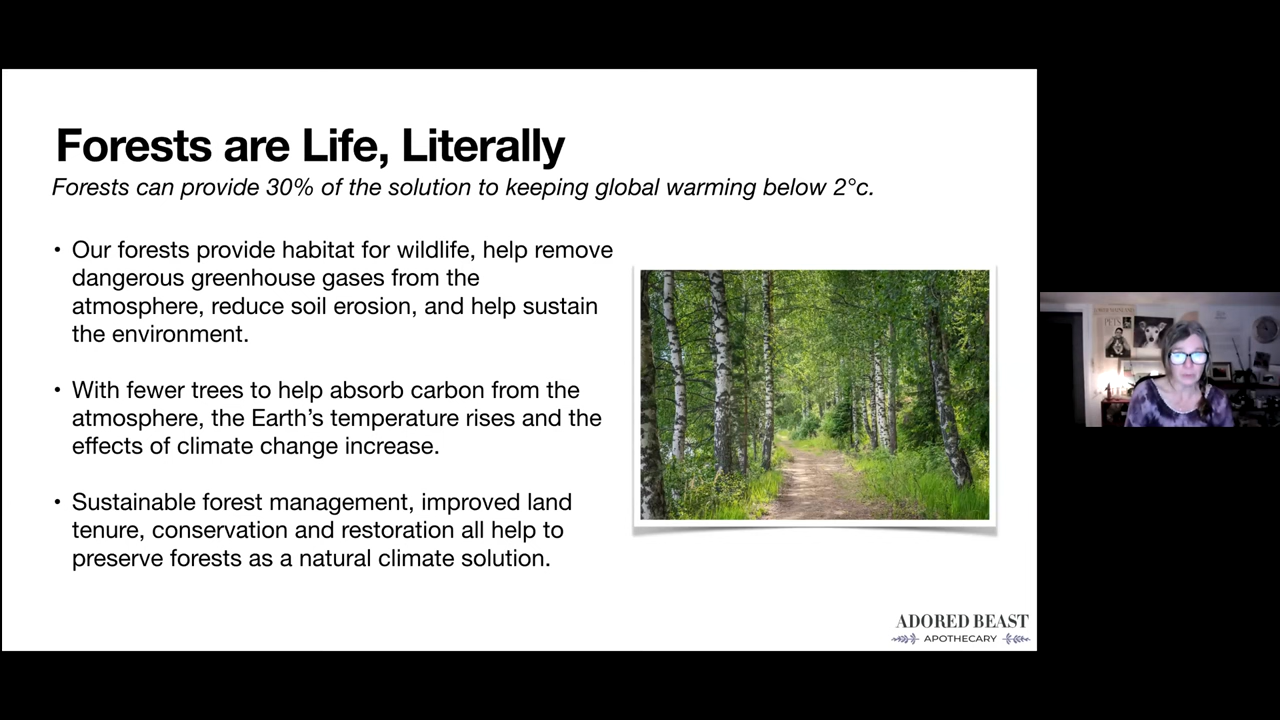 Forests are Life, Literally
Forests can provide 30% of the solution to keeping global warming below 2°c.
• Our forests provide habitat for wildlife, help remove
dangerous greenhouse gases from the
atmosphere, reduce soil erosion, and help sustain
the environment.
• With fewer trees to help absorb carbon from the
atmosphere, the Earth’s temperature rises and the
effects of climate change increase.
• Sustainable forest management, improved land
tenure, conservation and restoration all help to
preserve forests as a natural climate solution.
ADORED BEAST
APOTHECARY
PETS